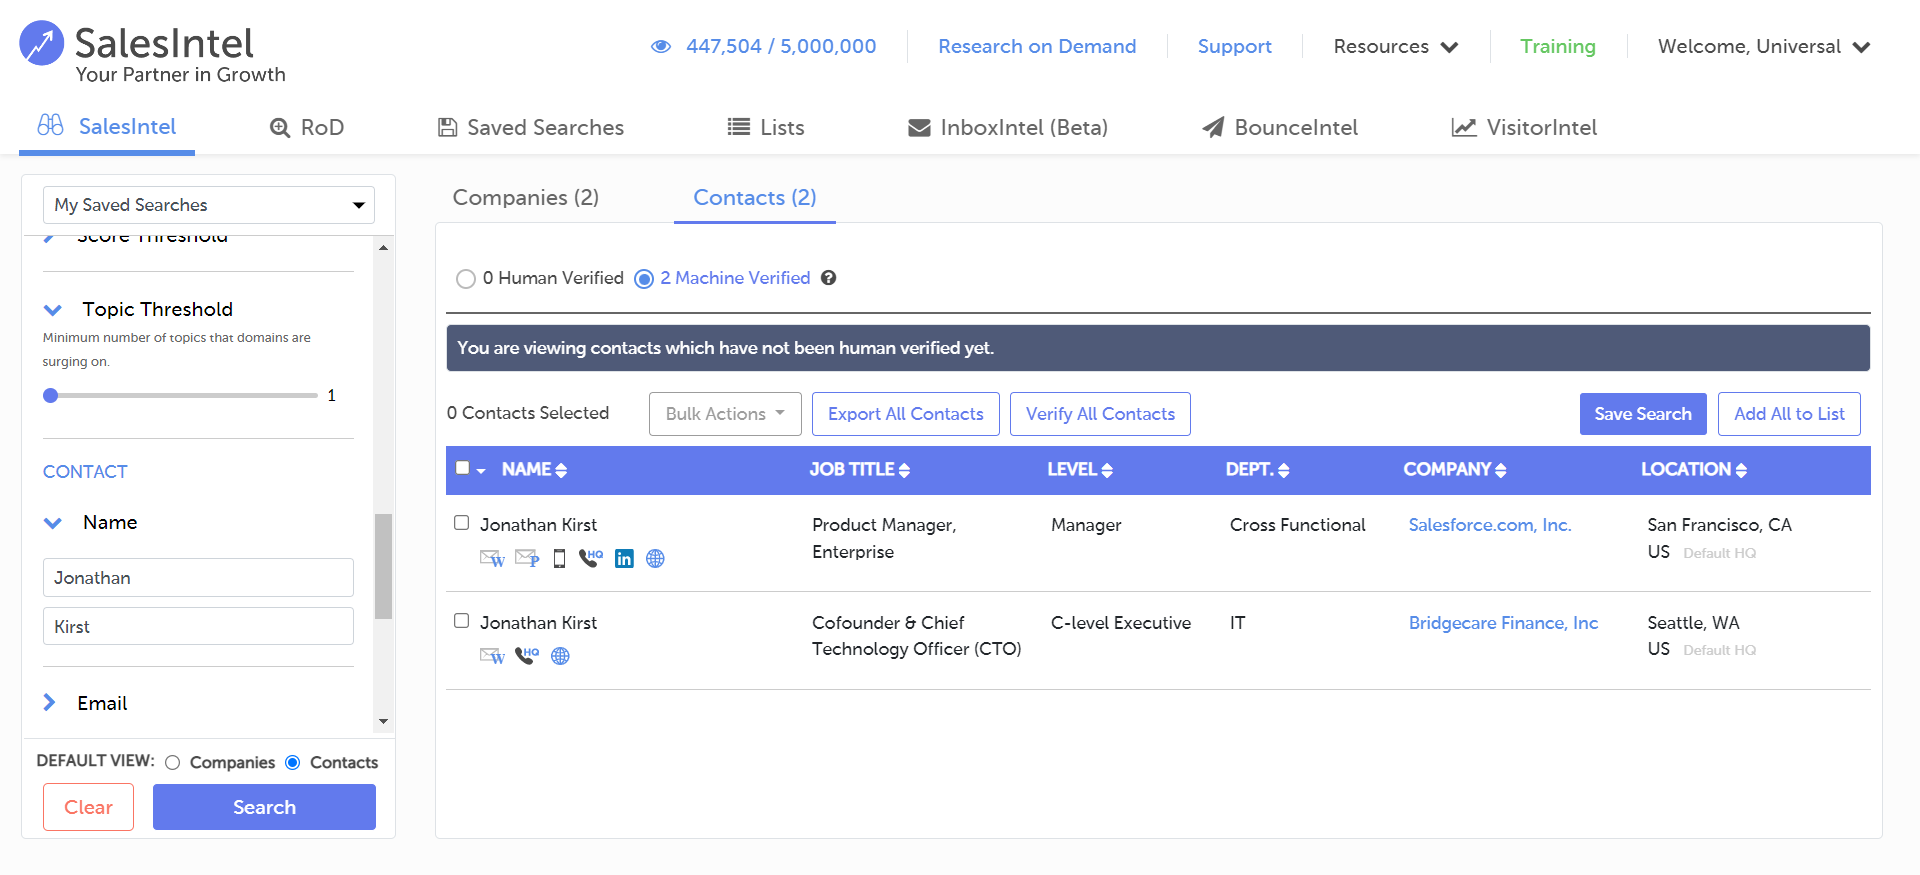 SalesIntel
Your Partner in Growth
447,504 / 5,000,000
Research on Demand
Support
Resources
Training
Welcome, Universal
SalesIntel
RoD
Saved Searches
Lists
InboxIntel (Beta)
BounceIntel
VisitorIntel
My Saved Searches
Score Threshold
Topic Threshold
Minimum number of topics that domains are
surging on.
1
CONTACT
Name
Jonathan
Kirst
Email
DEFAULT VIEW: Companies Contacts
Clear
Search
Companies (2)
Contacts (2)
0 Human Verified 2 Machine Verified ?
You are viewing contacts which have not been human verified yet.
0 Contacts Selected
Bulk Actions
Export All Contacts
Verify All Contacts
Save Search
Add All to List
NAME JOB TITLE LEVEL DEPT. COMPANY LOCATION
Jonathan Kirst
W P HQ in
Product Manager,
Enterprise
Manager
Cross Functional
Salesforce.com, Inc.
San Francisco, CA
US Default HQ
Jonathan Kirst
W HQ
Cofounder & Chief
Technology Officer (CTO)
C-level Executive
IT
Bridgecare Finance, Inc
Seattle, WA
US Default HQ